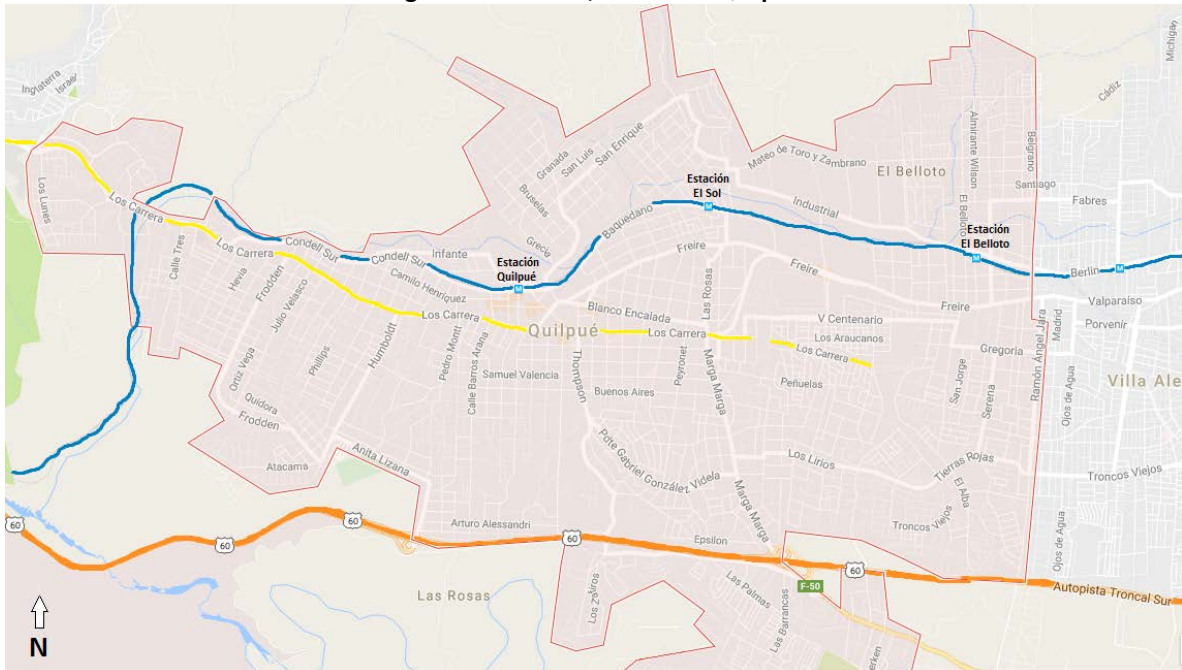 Inglaterra
Israel
Michigan
Cádiz
Los Lunes
Los Carrera
Calle Tres
Los Carrera
Condell Sur
Condell Sur
Infante
Grecia
Bruselas
Granada
San Luis
San Enrique
Baquedano
Estación
El Sol
Mateo de Toro y Zambrano
El Belloto
Almirante Wilson
Belgrano
Santiago
Fabres
Industrial
El Belloto
Estación
El Belloto
Estación
Quilpué
Freire
Freire
Freire
Berlin
Valparaíso
Porvenir
Madrid
Hevia
Frodden
Julio Velasco
Camilo Henriquez
Los Carrera
Blanco Encalada
Las Rosas
V Centenario
Quilpué
Los Carrera
Los Araucanos
Los Carrera
Gregoria
Ramón Ángel Jara
Ortiz Vega
Phillips
Humboldt
Pedro Montt
Calle Barros Arana
Samuel Valencia
Thompson
Buenos Aires
Peyronet
Marga Marga
Peñuelas
San Jorge
Serena
Ojos de Agua
Villa Ale
Quidora
Frodden
Atacama
Anita Lizana
Pdte Gabriel González Videla
Los Lirios
Tierras Rojas
El Alba
Troncos Viejos
Troncos Viejos
Marga Marga
Ojos de Agua
60
60
60
Arturo Alessandri
60
Epsilon
60
F-50
Autopista Troncal Sur
Las Rosas
Las Palmas
Las Barrancas
erken
N